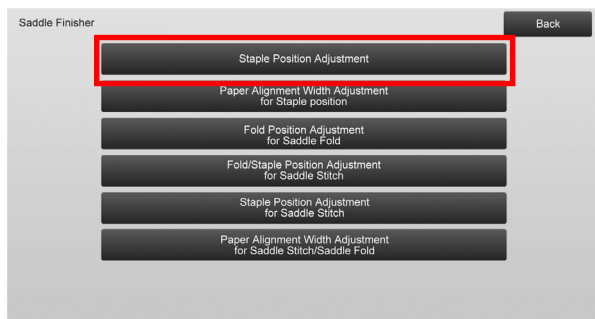 Saddle Finisher
Back
Staple Position Adjustment
Paper Alignment Width Adjustment
for Staple position
Fold Position Adjustment
for Saddle Fold
Fold/Staple Position Adjustment
for Saddle Stitch
Staple Position Adjustment
for Saddle Stitch
Paper Alignment Width Adjustment
for Saddle Stitch/Saddle Fold